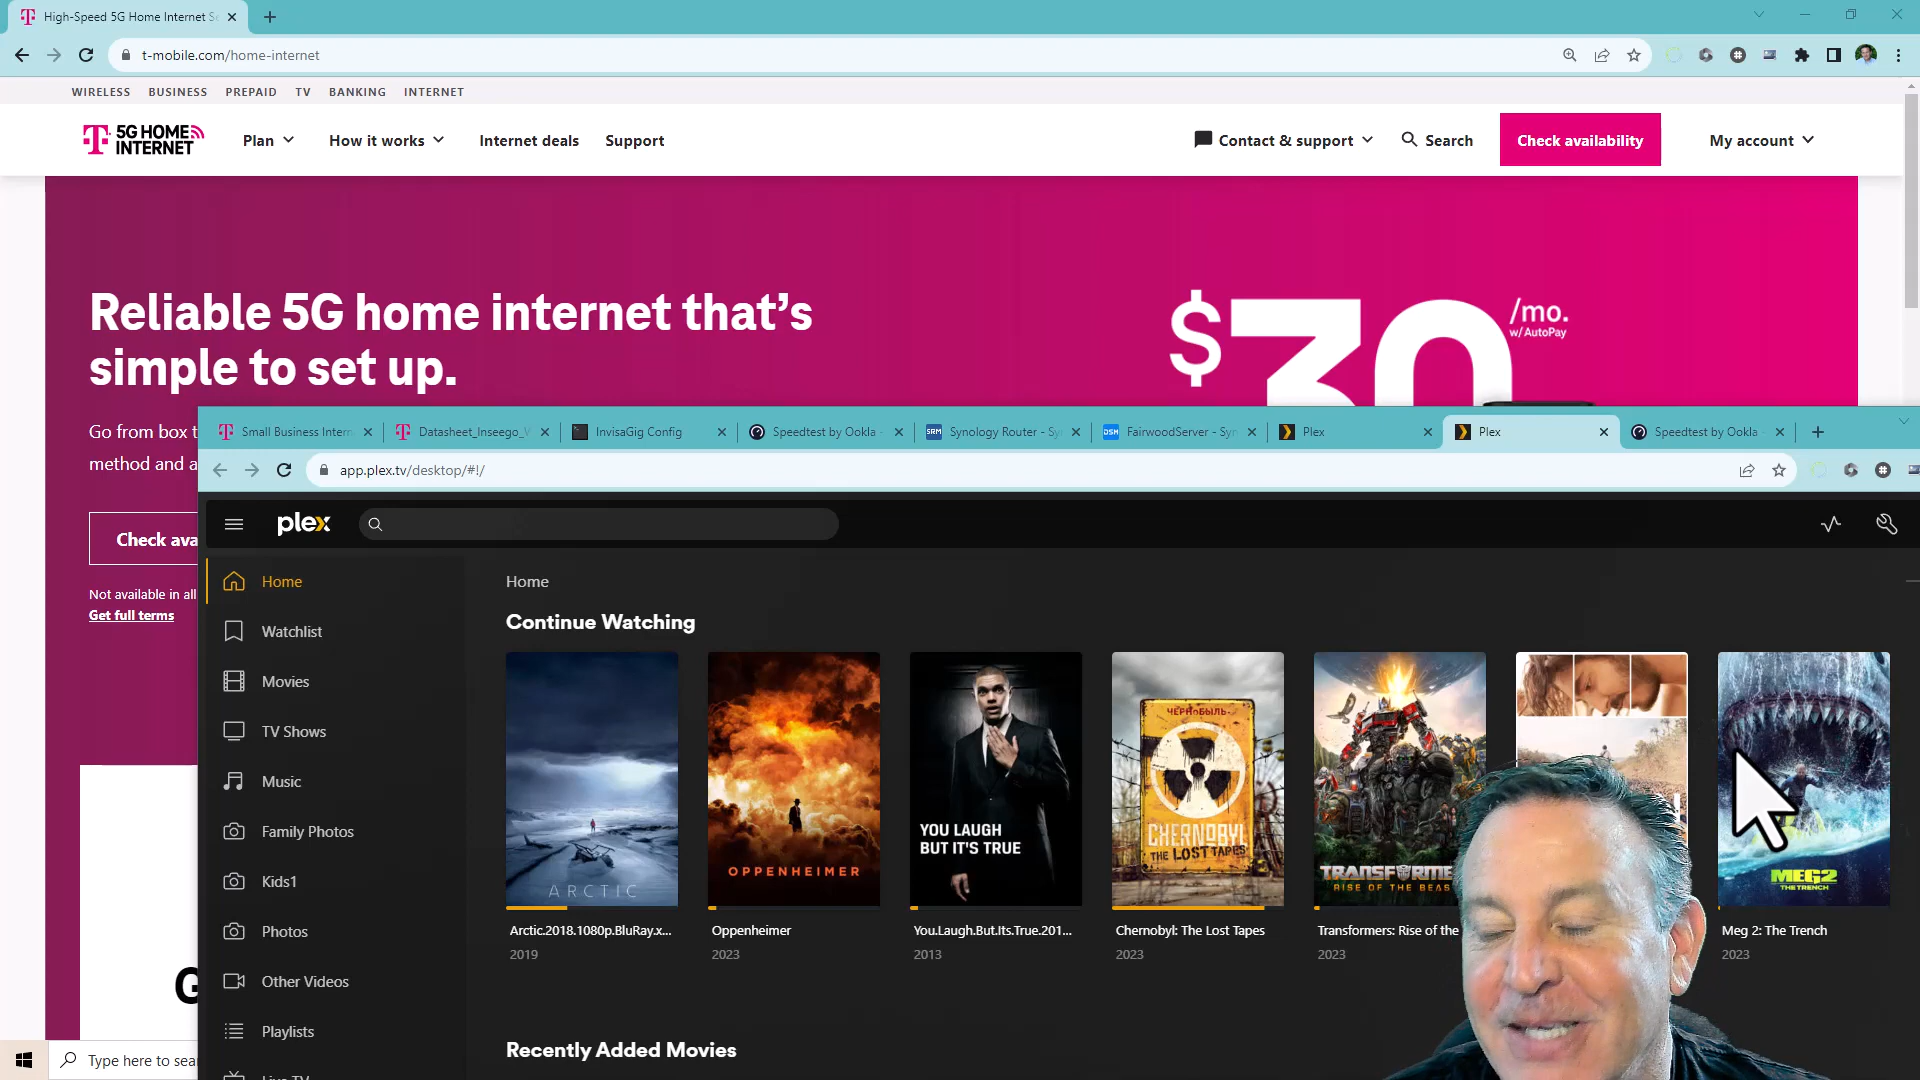 High-Speed 5G Home Internet Se
t-mobile.com/home-internet
WIRELESS BUSINESS PREPAID TV BANKING INTERNET
5G HOME INTERNET
Plan
How it works
Internet deals
Support
Contact & support
Search
Check availability
My account
Reliable 5G home internet that's
simple to set up.
$30 /mo.
w/AutoPay
Go from box t
method and a
Check ava
Not available in all
Get full terms
G
Small Business Intern
Datasheet_Inseego_W
InvisaGig Config
Speedtest by Ookla -
Synology Router - Sy
FairwoodServer - Syn
Plex
Plex
Speedtest by Ookla
app.plex.tv/desktop/#!/
plex
Home
Watchlist
Movies
TV Shows
Music
Family Photos
Kids1
Photos
Other Videos
Playlists
Live TV
Home
Continue Watching
ARCTIC
OPPENHEIMER
YOU LAUGH
BUT IT'S TRUE
ЧЕРНОБЫЛЬ
CHERNOBYL
THE LOST TAPES
TRANSFORME
RISE OF THE BEAS
MEG2
THE TRENCH
Arctic.2018.1080p.BluRay.x...
2019
Oppenheimer
2023
You.Laugh.But.Its.True.201...
2013
Chernobyl: The Lost Tapes
2023
Transformers: Rise of the
2023
Meg 2: The Trench
2023
Recently Added Movies
Type here to sea